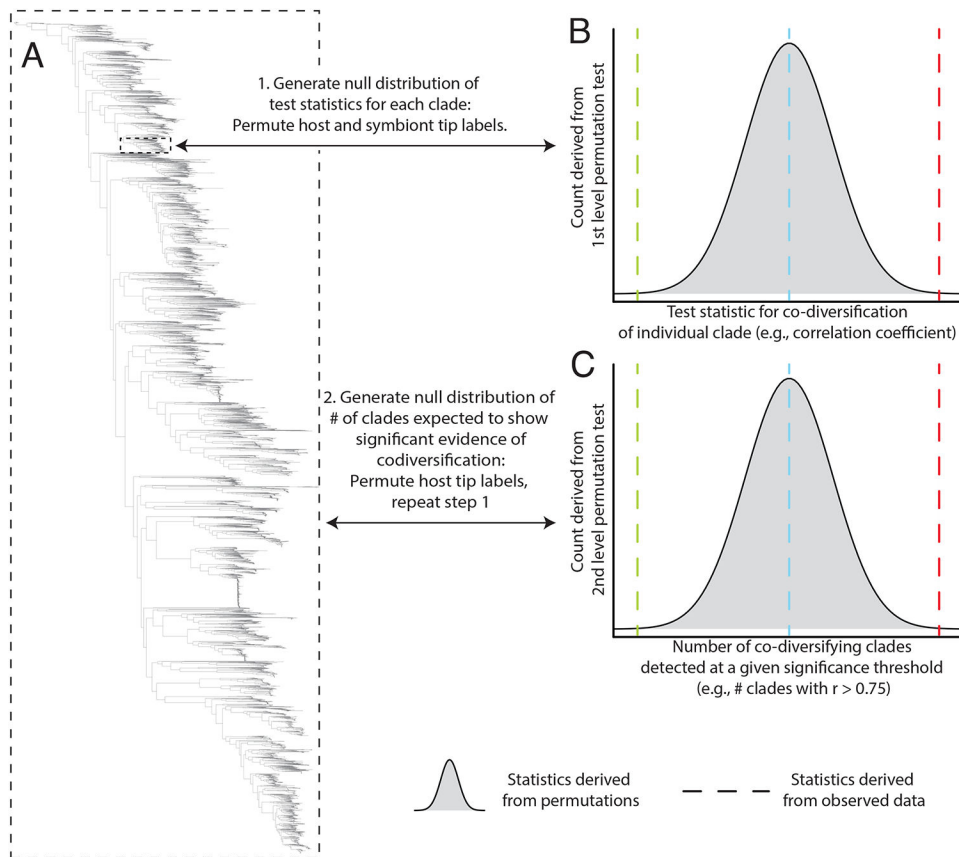 A
1. Generate null distribution of
test statistics for each clade:
Permute host and symbiont tip labels.
2. Generate null distribution of
# of clades expected to show
significant evidence of
codiversification:
Permute host tip labels,
repeat step 1
B
Count derived from
1st level permutation test
Test statistic for co-diversification
of individual clade (e.g., correlation coefficient)
C
Count derived from
2nd level permutation test
Number of co-diversifying clades
detected at a given significance threshold
(e.g., # clades with r > 0.75)
Statistics derived
from permutations
Statistics derived
from observed data